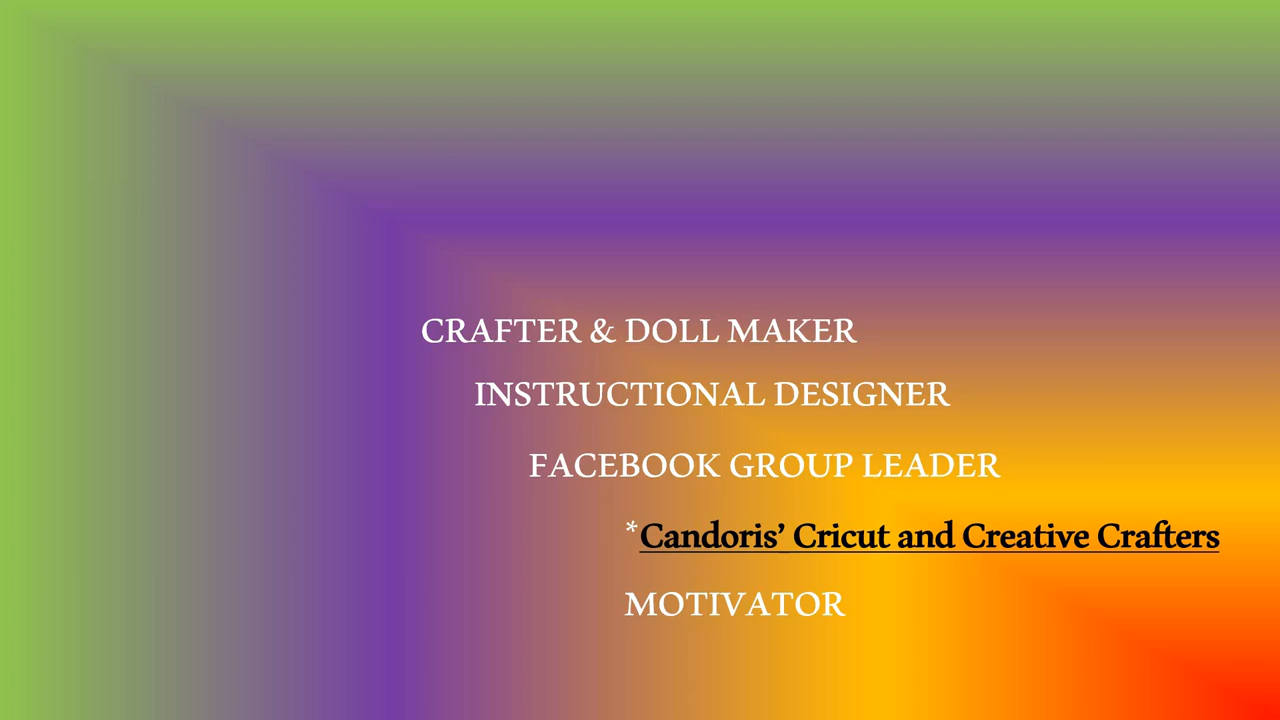 CRAFTER & DOLL MAKER
INSTRUCTIONAL DESIGNER
FACEBOOK GROUP LEADER
*Candoris’ Cricut and Creative Crafters
MOTIVATOR